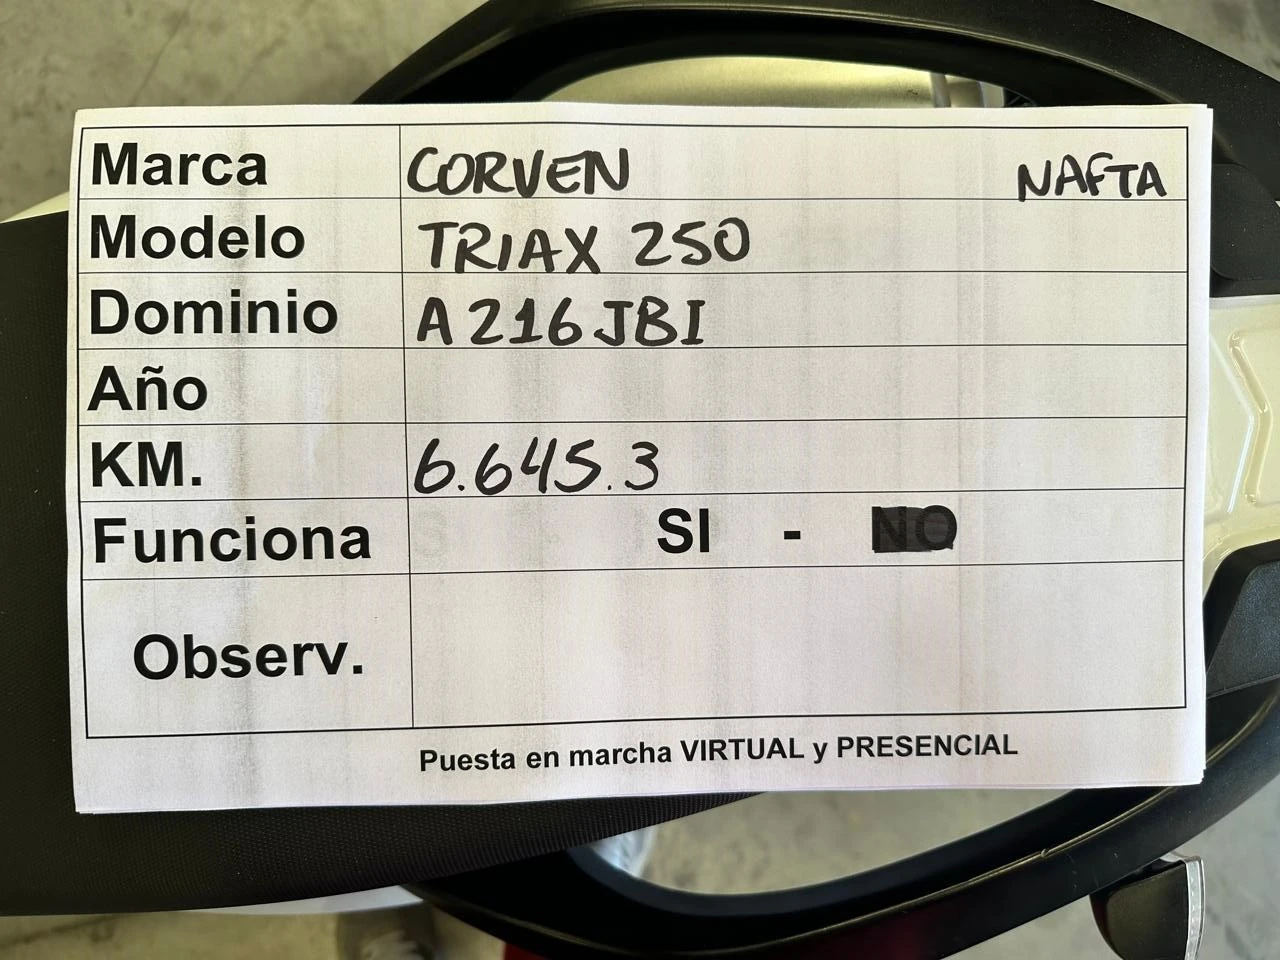 Marca CORVEN NAFTA
Modelo TRIAX 250
Dominio A216JBI
Año
KM. 6.645.3
Funciona SI - NO
Observ.
Puesta en marcha VIRTUAL y PRESENCIAL